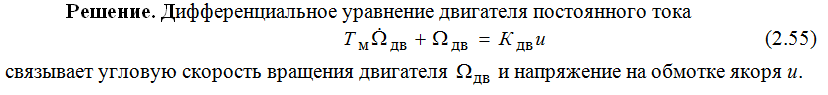 Решение. Дифференциальное уравнение двигателя постоянного тока
T_м Ω̇_дв + Ω_дв = K_дв u (2.55)
связывает угловую скорость вращения двигателя Ω_дв и напряжение на обмотке якоря u.